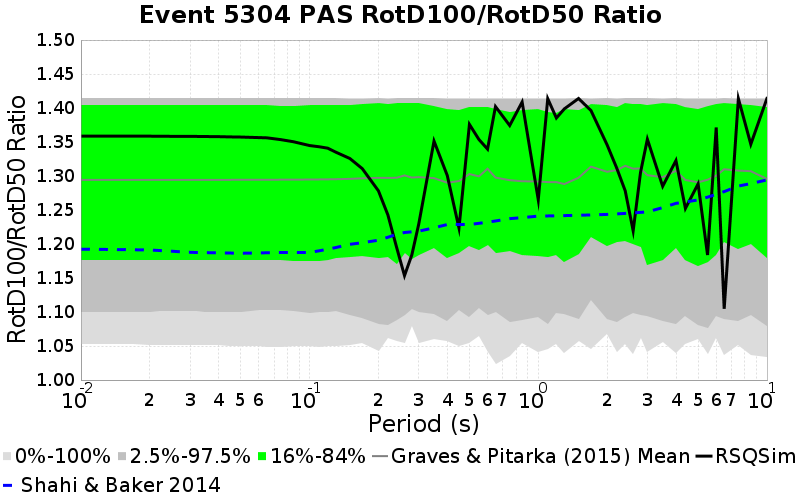 Event 5304 PAS RotD100/RotD50 Ratio
RotD100/RotD50 Ratio
1.50
1.45
1.40
1.35
1.30
1.25
1.20
1.15
1.10
1.05
1.00
10-2 2 3 4 5 6 10-1 2 3 4 5 6 7 100 2 3 4 5 6 7 101
Period (s)
0%-100% 2.5%-97.5% 16%-84% Graves & Pitarka (2015) Mean RSQSim
Shahi & Baker 2014